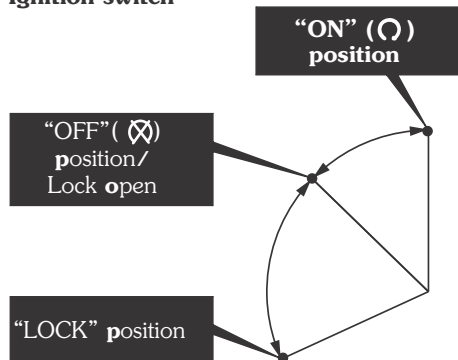 ignition switch
"ON" ( )
position
"OFF"( )
position/
Lock open
"LOCK" position